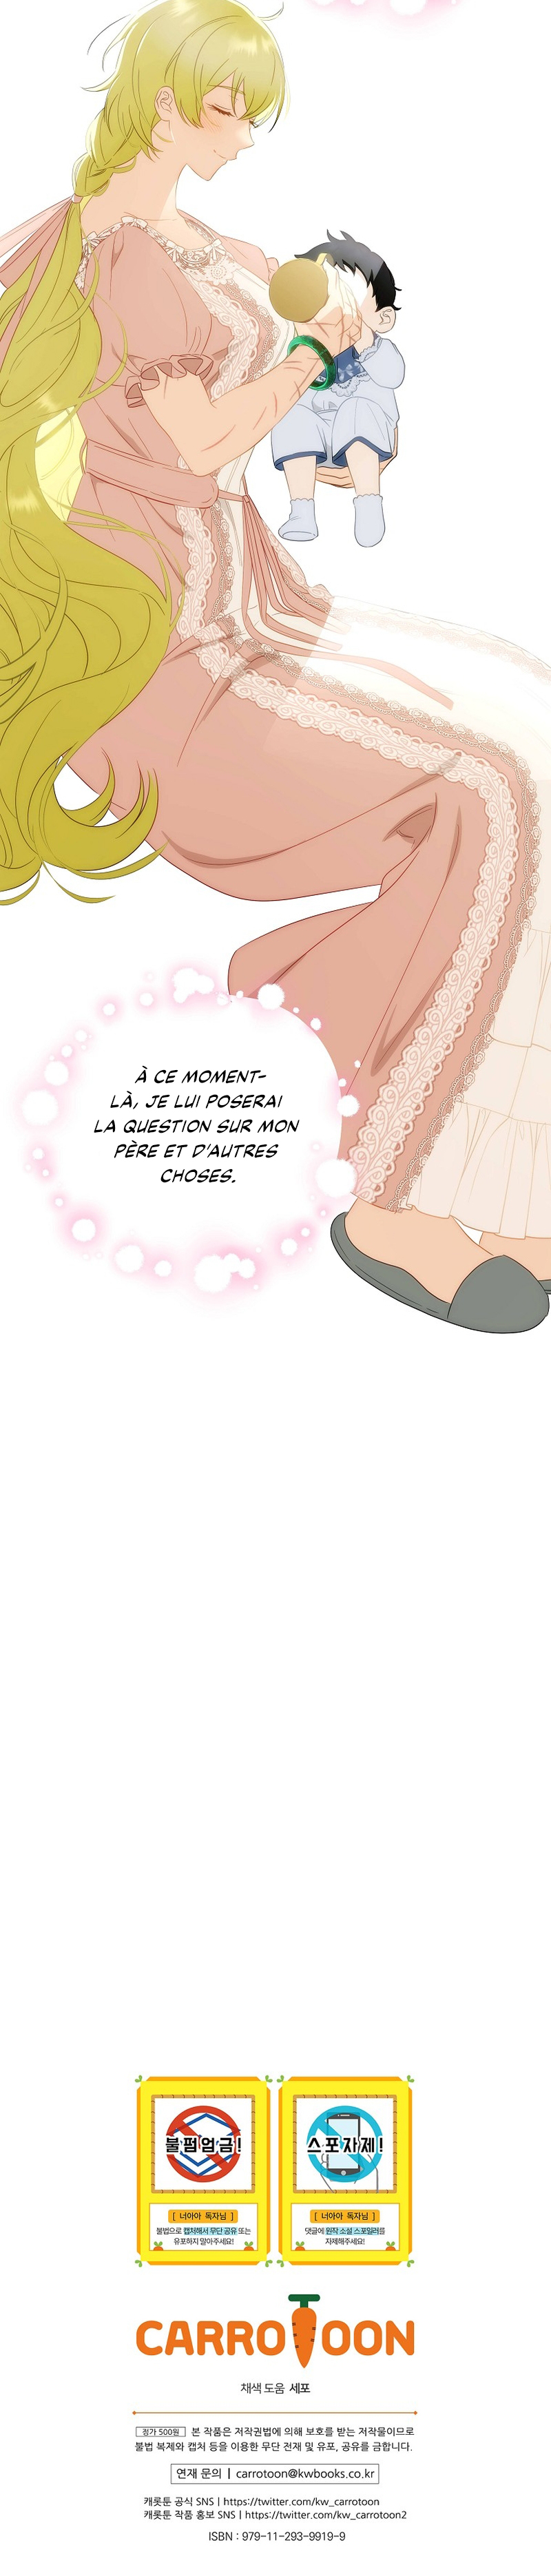 À CE MOMENT-
LÀ, JE LUI POSERAI
LA QUESTION SUR MON
PÈRE ET D'AUTRES
CHOSES.
불펌엄금!
[ 너아아 독자님 ]
불법으로 캡처해서 무단 공유 또는
유포하지 말아주세요!
스포자제!
[ 너아아 독자님 ]
댓글에 원작 소설 스포일러를
자제해주세요!
CARROTOON
채색 도움 세포
정가 500원 본 작품은 저작권법에 의해 보호를 받는 저작물이므로
불법 복제와 캡처 등을 이용한 무단 전재 및 유포, 공유를 금합니다.
연재 문의 | carrotoon@kwbooks.co.kr
캐롯툰 공식 SNS | https://twitter.com/kw_carrotoon
캐롯툰 작품 홍보 SNS | https://twitter.com/kw_carrotoon2
ISBN : 979-11-293-9919-9